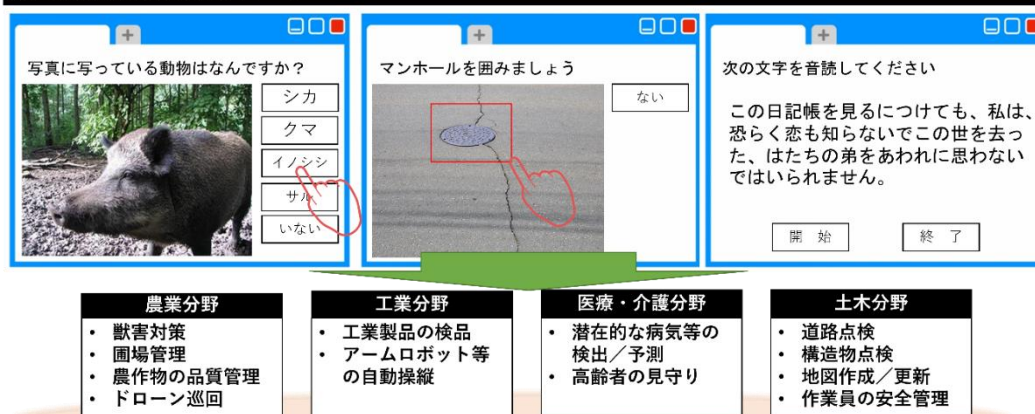 写真に写っている動物はなんですか？
シカ
クマ
イノシシ
サル
いない
マンホールを囲みましょう
ない
次の文字を音読してください
この日記帳を見るにつけても、私は、
恐らく恋も知らないでこの世を去っ
た、はたちの弟をあわれに思わない
ではいられません。
開 始
終 了
農業分野
• 獣害対策
• 圃場管理
• 農作物の品質管理
• ドローン巡回
工業分野
• 工業製品の検品
• アームロボット等
の自動操縦
医療・介護分野
• 潜在的な病気等の
検出／予測
• 高齢者の見守り
土木分野
• 道路点検
• 構造物点検
• 地図作成／更新
• 作業員の安全管理